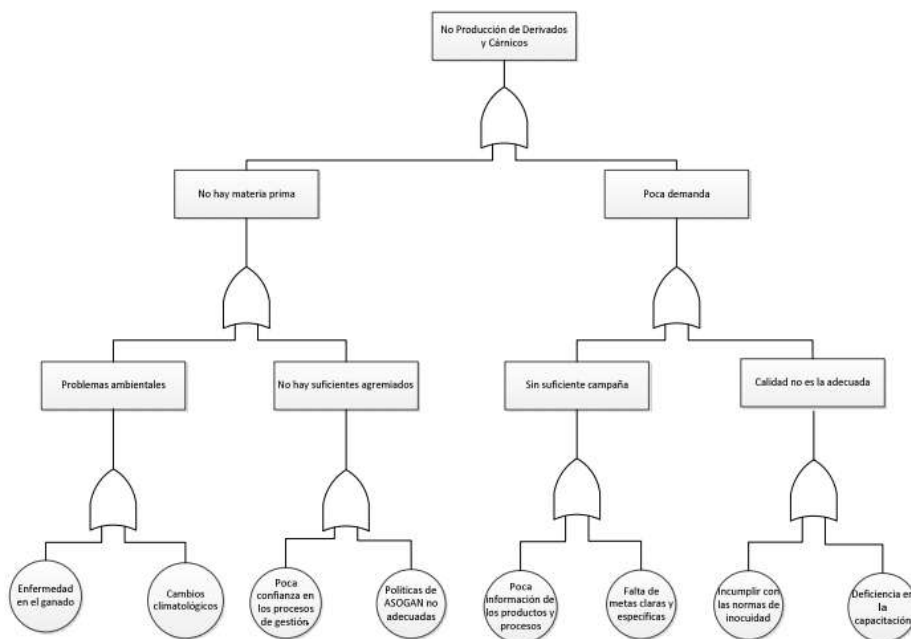 No Producción de Derivados
y Cárnicos
No hay materia prima
Poca demanda
Problemas ambientales
No hay suficientes agremiados
Sin suficiente campaña
Calidad no es la adecuada
Enfermedad
en el ganado
Cambios
climatológicos
Poca
confianza en
los procesos
de gestión.
Políticas de
ASOGAN no
adecuadas
Poca
información de
los productos y
procesos
Falta de
metas claras y
específicas
Incumplir con
las normas de
inocuidad
Deficiencia en
la
capacitación